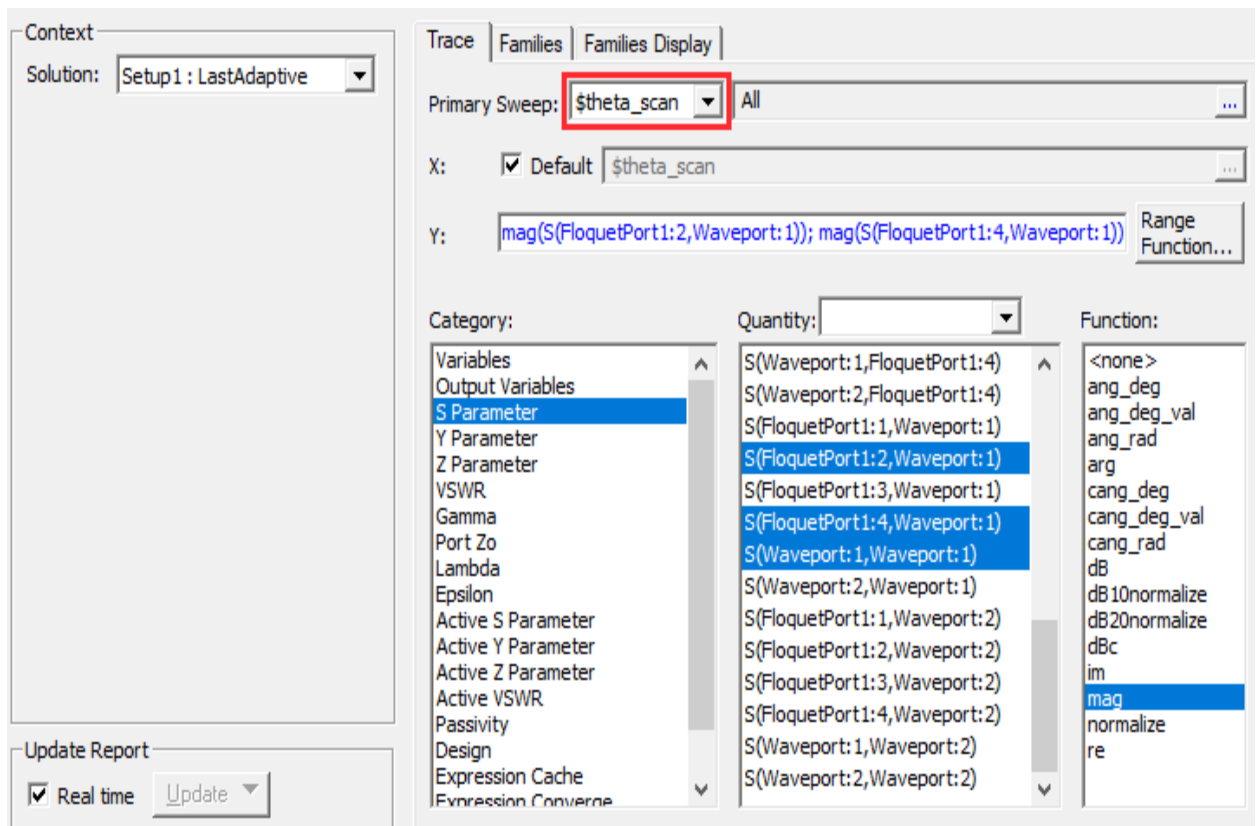 Context
Solution: Setup1 : LastAdaptive
Update Report
Real time Update
Trace Families Families Display
Primary Sweep: $theta_scan All ...
X: Default $theta_scan ...
Y: mag(S(FloquetPort1:2,Waveport:1)); mag(S(FloquetPort1:4,Waveport:1)) Range Function...
Category:
Variables
Output Variables
S Parameter
Y Parameter
Z Parameter
VSWR
Gamma
Port Zo
Lambda
Epsilon
Active S Parameter
Active Y Parameter
Active Z Parameter
Active VSWR
Passivity
Design
Expression Cache
Expression Converge
Quantity:
S(Waveport:1,FloquetPort1:4)
S(Waveport:2,FloquetPort1:4)
S(FloquetPort1:1,Waveport:1)
S(FloquetPort1:2,Waveport:1)
S(FloquetPort1:3,Waveport:1)
S(FloquetPort1:4,Waveport:1)
S(Waveport:1,Waveport:1)
S(Waveport:2,Waveport:1)
S(FloquetPort1:1,Waveport:2)
S(FloquetPort1:2,Waveport:2)
S(FloquetPort1:3,Waveport:2)
S(FloquetPort1:4,Waveport:2)
S(Waveport:1,Waveport:2)
S(Waveport:2,Waveport:2)
Function:
<none>
ang_deg
ang_deg_val
ang_rad
arg
cang_deg
cang_deg_val
cang_rad
dB
dB10normalize
dB20normalize
dBc
im
mag
normalize
re